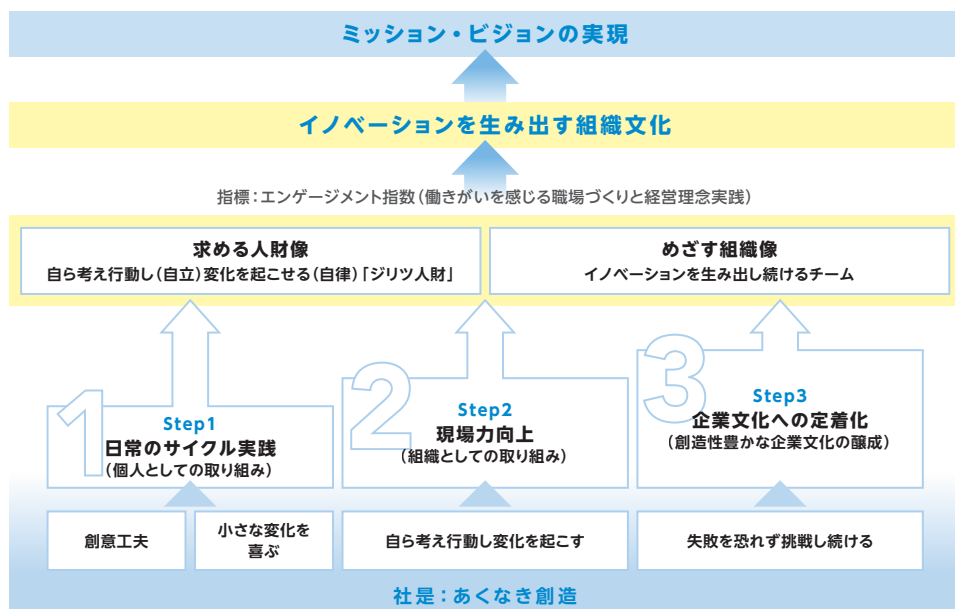 ミッション・ビジョンの実現
イノベーションを生み出す組織文化
指標：エンゲージメント指数（働きがいを感じる職場づくりと経営理念実践）
求める人財像
自ら考え行動し（自立）変化を起こせる（自律）「ジリツ人財」
めざす組織像
イノベーションを生み出し続けるチーム
1
Step1
日常のサイクル実践
（個人としての取り組み）
2
Step2
現場力向上
（組織としての取り組み）
3
Step3
企業文化への定着化
（創造性豊かな企業文化の醸成）
創意工夫
小さな変化を
喜ぶ
自ら考え行動し変化を起こす
失敗を恐れず挑戦し続ける
社是：あくなき創造